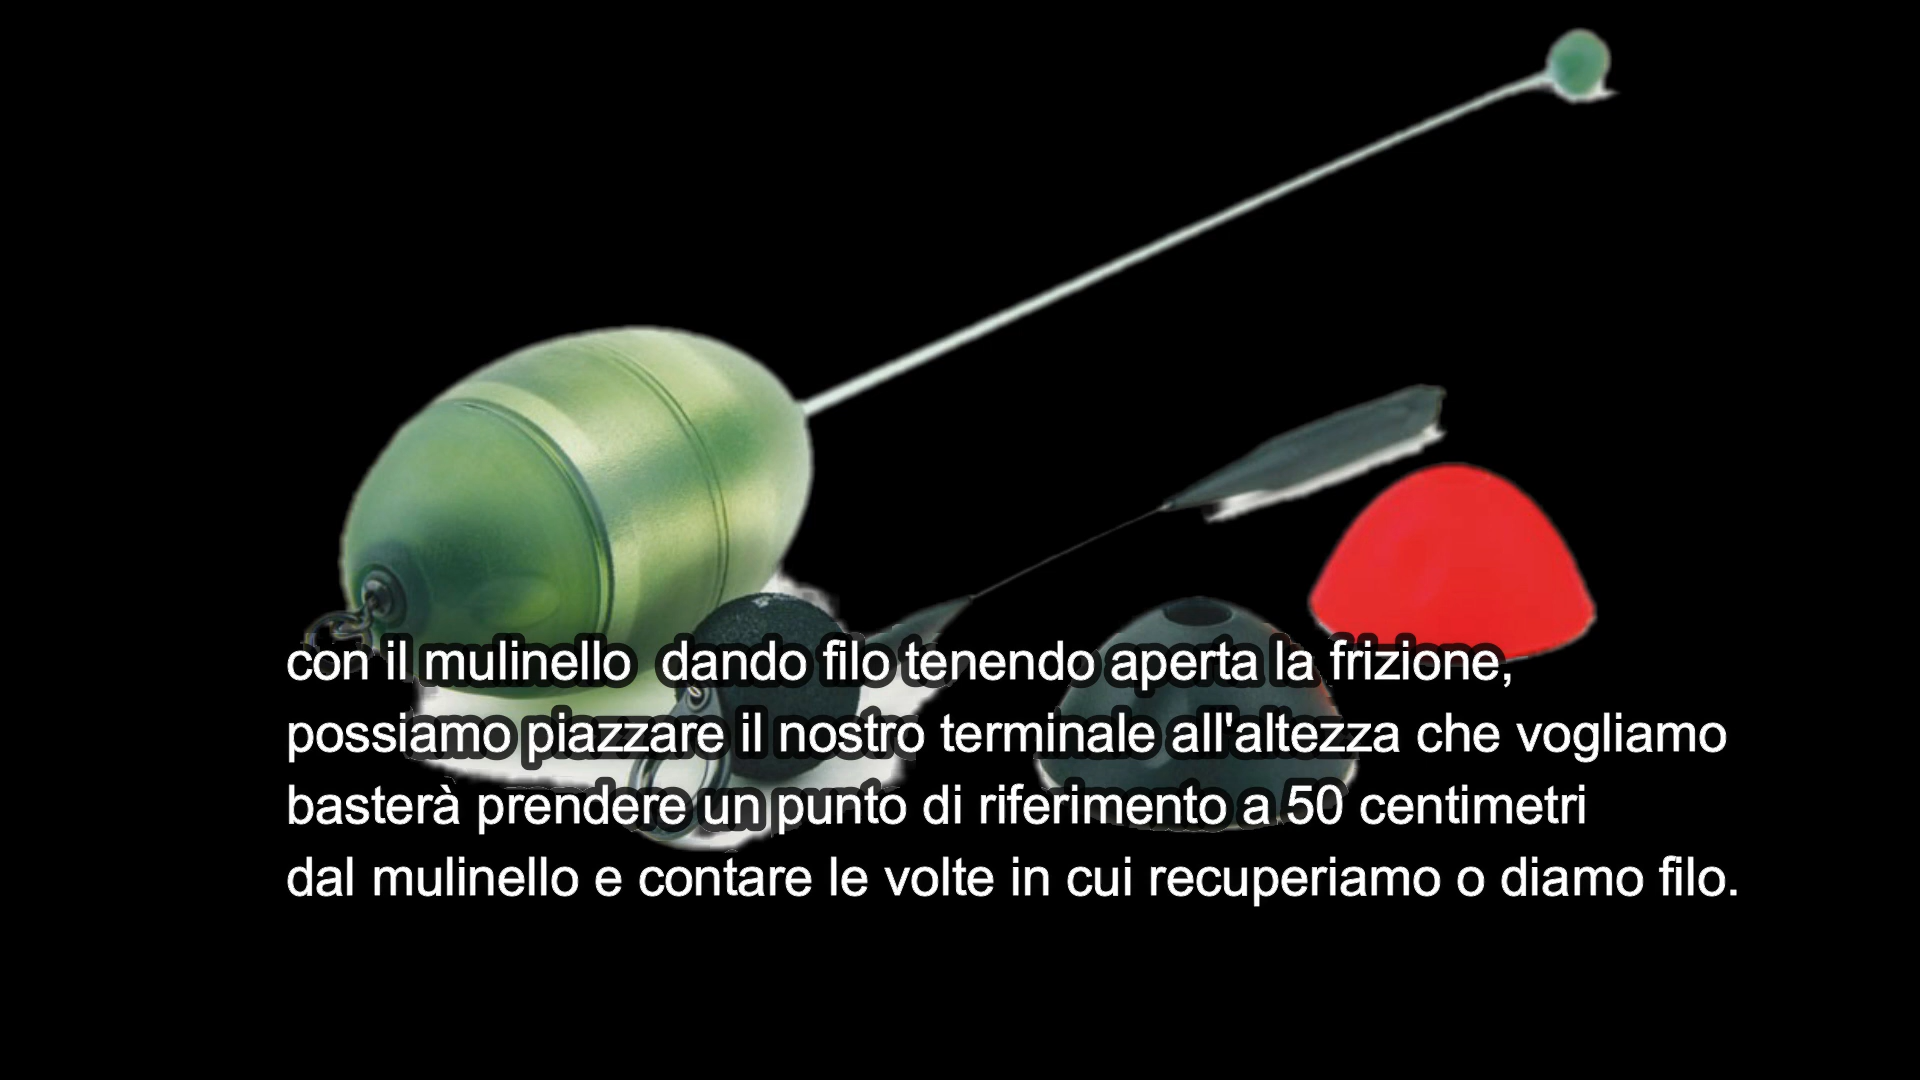 con il mulinello  dando filo tenendo aperta la frizione,
possiamo piazzare il nostro terminale all'altezza che vogliamo
basterà prendere un punto di riferimento a 50 centimetri
dal mulinello e contare le volte in cui recuperiamo o diamo filo.